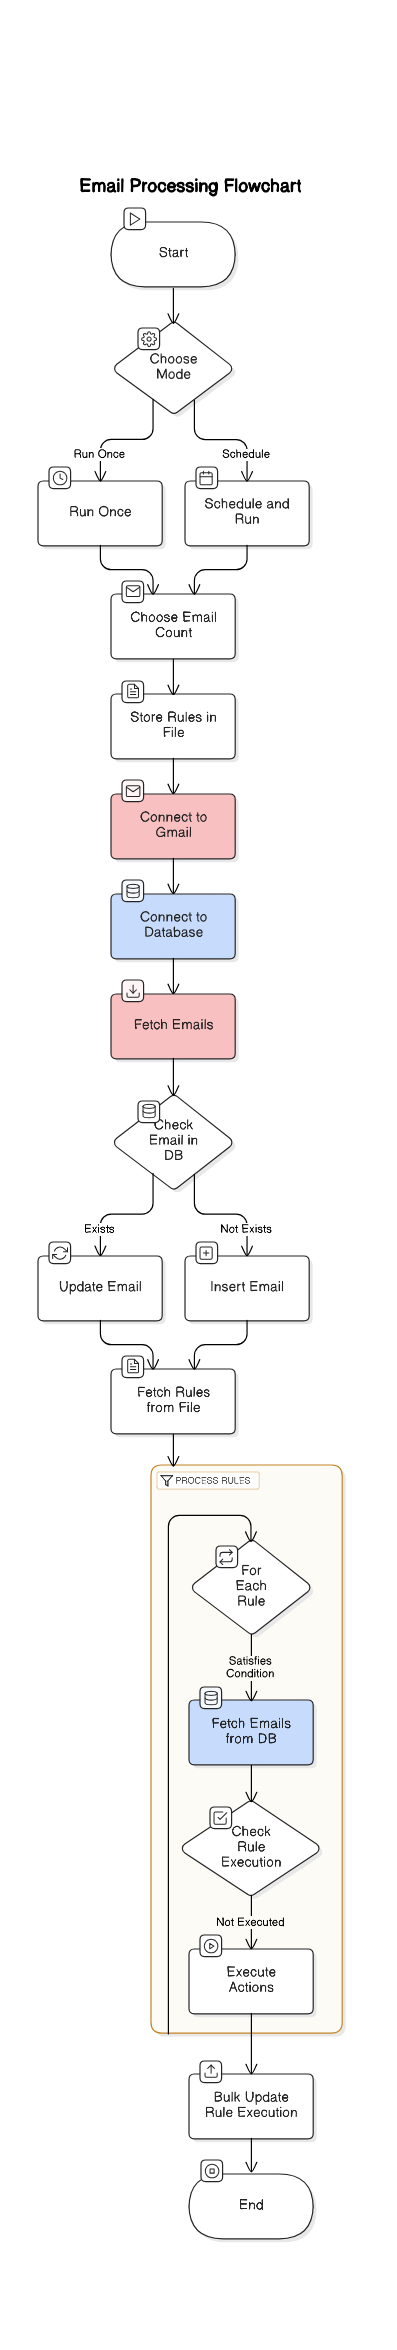 Email Processing Flowchart
Start
Choose
Mode
Run Once
Schedule
Run Once
Schedule and
Run
Choose Email
Count
Store Rules in
File
Connect to
Gmail
Connect to
Database
Fetch Emails
Check
Email in
DB
Exists
Not Exists
Update Email
Insert Email
Fetch Rules
from File
PROCESS RULES
For
Each
Rule
Satisfies
Condition
Fetch Emails
from DB
Check
Rule
Execution
Not Executed
Execute
Actions
Bulk Update
Rule Execution
End